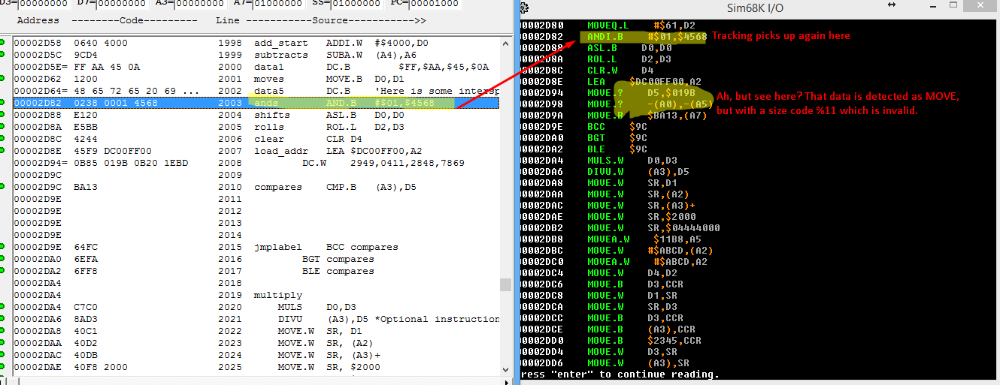 D3=00000000 D7=00000000 A3=00000000 A7=01000000 SS=01000000 PC=00001000
Address ---------Code---------- Line -----------Source------------>>
00002D58 0640 4000 1998 add_start ADDI.W #$4000,D0
00002D5C 9CD4 1999 subtracts SUBA.W (A4),A6
00002D5E= FF AA 45 0A 2000 data1 DC.B $FF,$AA,$45,$0A
00002D62 1200 2001 moves MOVE.B D0,D1
00002D64= 48 65 72 65 20 69 ... 2002 data5 DC.B 'Here is some intersp
00002D82 0238 0001 4568 2003 ands AND.B #$01,$4568
00002D88 E120 2004 shifts ASL.B D0,D0
00002D8A E5BB 2005 rolls ROL.L D2,D3
00002D8C 4244 2006 clear CLR D4
00002D8E 45F9 DC00FF00 2007 load_addr LEA $DC00FF00,A2
00002D94= 0B85 019B 0B20 1EBD 2008 DC.W 2949,0411,2848,7869
00002D9C 2009
00002D9C BA13 2010 compares CMP.B (A3),D5
00002D9E 2011
00002D9E 2012
00002D9E 2013
00002D9E 2014
00002D9E 64FC 2015 jmplabel BCC compares
00002DA0 6EFA 2016 BGT compares
00002DA2 6FF8 2017 BLE compares
00002DA4 2018
00002DA4 2019 multiply
00002DA4 C7C0 2020 MULS D0,D3
00002DA6 8AD3 2021 DIVU (A3),D5 *Optional instruction
00002DA8 40C1 2022 MOVE.W SR, D1
00002DAA 40D2 2023 MOVE.W SR, (A2)
00002DAC 40DB 2024 MOVE.W SR, (A3)+
00002DAE 40F8 2000 2025 MOVE.W SR, $2000
Sim68K I/O
00002D80 MOVEQ.L #$61,D2
00002D82 ANDI.B #$01,$4568 Tracking picks up again here
00002D88 ASL.B D0,D0
00002D8A ROL.L D2,D3
00002D8C CLR.W D4
00002D8E LEA $DC00FF00,A2
00002D94 MOVE.? D5,$019B
Ah, but see here? That data is detected as MOVE,
00002D98 MOVE.? -(A0),-(A5)
but with a size code %11 which is invalid.
00002D9A MOVE.B $BA13,(A7)
00002D9E BCC $9C
00002DA0 BGT $9C
00002DA2 BLE $9C
00002DA4 MULS.W D0,D3
00002DA6 DIVU.W (A3),D5
00002DA8 MOVE.W SR,D1
00002DAA MOVE.W SR,(A2)
00002DAC MOVE.W SR,(A3)+
00002DAE MOVE.W SR,$2000
00002DB2 MOVE.W SR,$04444000
00002DB8 MOVEA.W $11B8,A5
00002DBC MOVE.W #$ABCD,(A2)
00002DC0 MOVEA.W #$ABCD,A2
00002DC4 MOVE.W D4,D2
00002DC6 MOVE.B D3,CCR
00002DC8 MOVE.W D1,SR
00002DCA MOVE.W SR,D3
00002DCC MOVE.B D3,CCR
00002DCE MOVE.B (A3),CCR
00002DD0 MOVE.B $2345,CCR
00002DD4 MOVE.W D3,SR
00002DD6 MOVE.W (A3),SR
ress "enter" to continue reading.